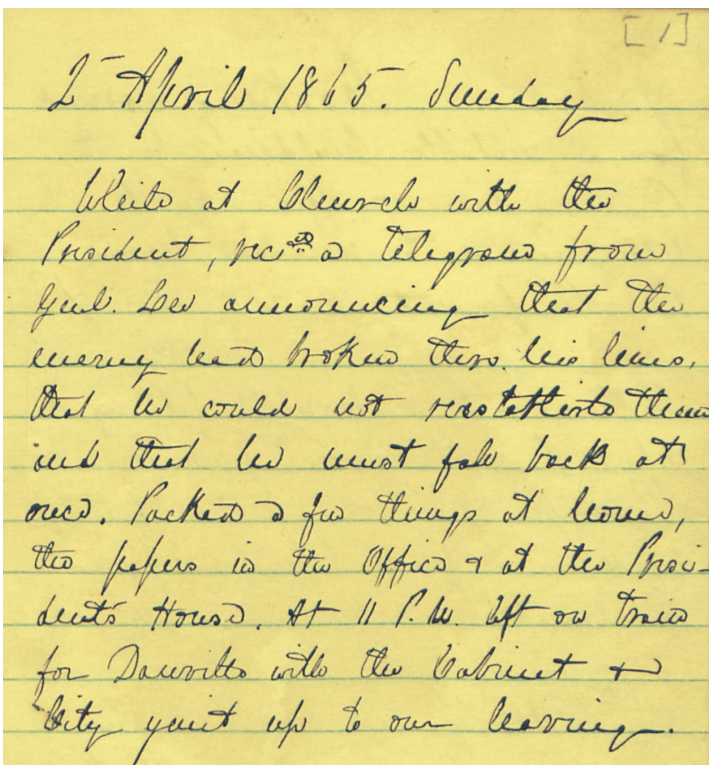 [1]
2 April 1865. Sunday
While at Church with the
President, recd a telegram from
Genl. Lee announcing that the
enemy had broken thro. his lines,
that he could not reestablish them
and that he must fall back at
once. Packed a few things at home,
the papers in the Office & at the Presi-
dent's House. At 11 P.M. left on train
for Danville with the Cabinet &
City quiet up to our leaving.